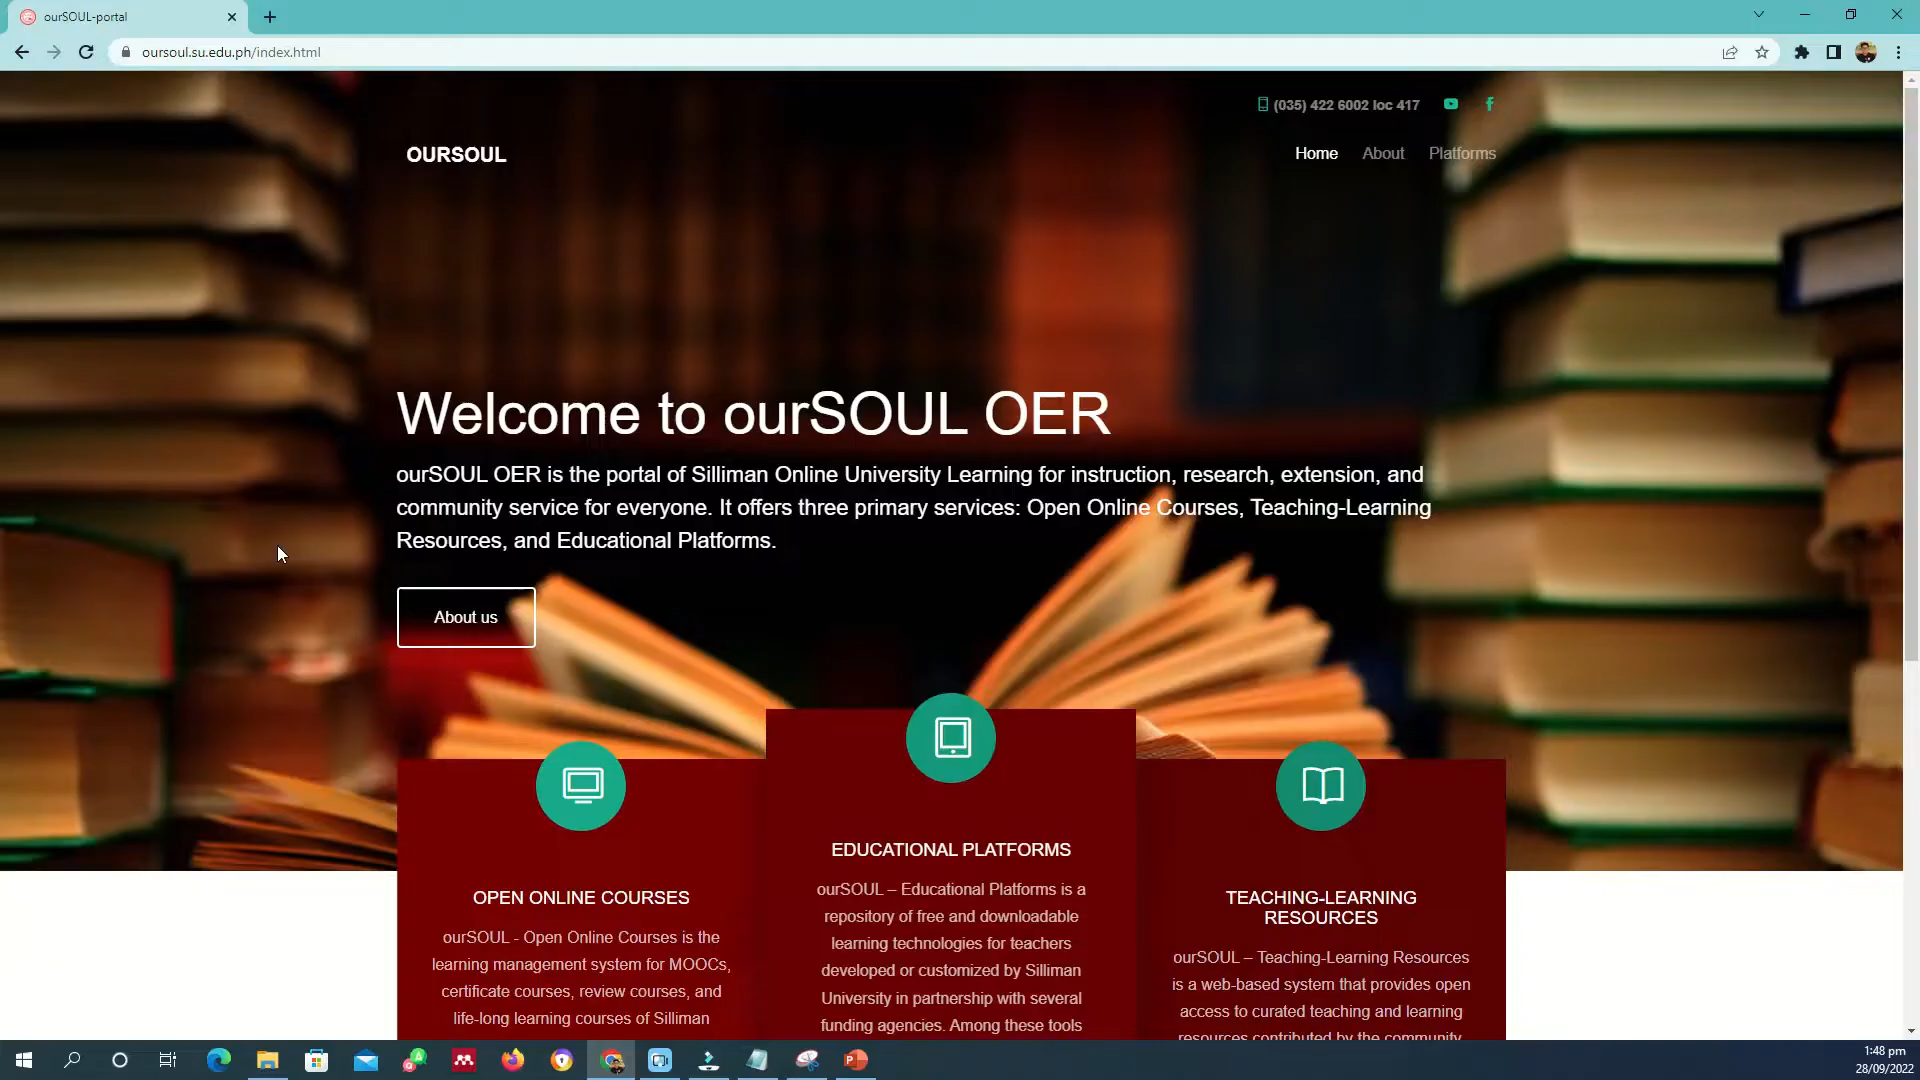 ourSOUL-portal
oursoul.su.edu.ph/index.html
(035) 422 6002 loc 417
OURSOUL
Home About Platforms
Welcome to ourSOUL OER
ourSOUL OER is the portal of Silliman Online University Learning for instruction, research, extension, and
community service for everyone. It offers three primary services: Open Online Courses, Teaching-Learning
Resources, and Educational Platforms.
About us
OPEN ONLINE COURSES
ourSOUL - Open Online Courses is the
learning management system for MOOCs,
certificate courses, review courses, and
life-long learning courses of Silliman
EDUCATIONAL PLATFORMS
ourSOUL – Educational Platforms is a
repository of free and downloadable
learning technologies for teachers
developed or customized by Silliman
University in partnership with several
funding agencies. Among these tools
TEACHING-LEARNING
RESOURCES
ourSOUL – Teaching-Learning Resources
is a web-based system that provides open
access to curated teaching and learning
resources contributed by the community
1:48 pm
28/09/2022